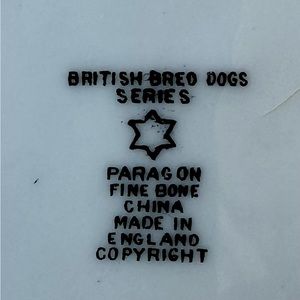 BRITISH BRED DOGS
SERIES
PARAGON
FINE BONE
CHINA
MADE IN
ENGLAND
COPYRIGHT